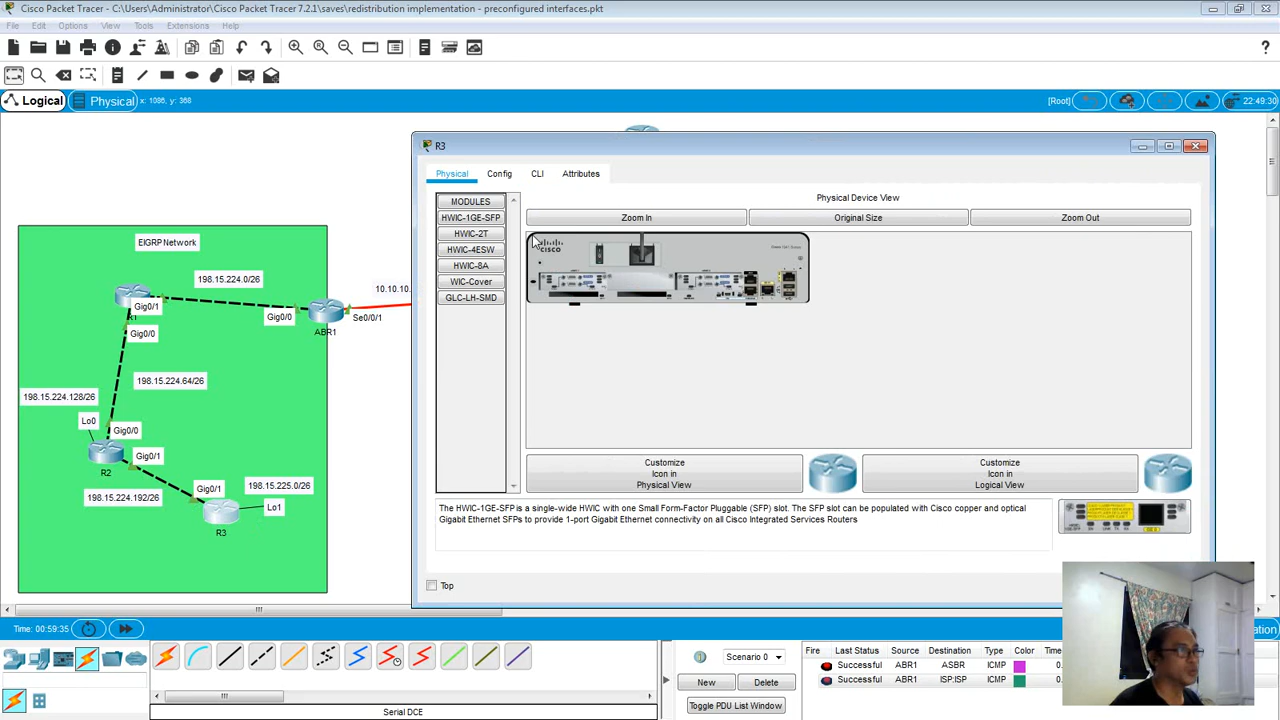 Cisco Packet Tracer - C:\Users\Administrator\Cisco Packet Tracer 7.2.1\saves\redistribution implementation - preconfigured interfaces.pkt
File Edit Options View Tools Extensions Help
Logical Physical x: 1086, y: 368 [Root] 22:49:30
R3
Physical Config CLI Attributes
MODULES
HWIC-1GE-SFP
HWIC-2T
HWIC-4ESW
HWIC-8A
WIC-Cover
GLC-LH-SMD
Physical Device View
Zoom In Original Size Zoom Out
CISCO
Customize
Icon in
Physical View
Customize
Icon in
Logical View
The HWIC-1GE-SFP is a single-wide HWIC with one Small Form-Factor Pluggable (SFP) slot. The SFP slot can be populated with Cisco copper and optical
Gigabit Ethernet SFPs to provide 1-port Gigabit Ethernet connectivity on all Cisco Integrated Services Routers
Top
EIGRP Network
198.15.224.0/26
10.10.10.
Gig0/1
Gig0/0
Se0/0/1
ABR1
Gig0/0
198.15.224.64/26
198.15.224.128/26
Lo0
Gig0/0
R2
Gig0/1
198.15.224.192/26
Gig0/1
198.15.225.0/26
Lo1
R3
Time: 00:59:35
Serial DCE
Scenario 0
New Delete
Toggle PDU List Window
Fire Last Status Source Destination Type Color
Successful ABR1 ASBR ICMP 0.
Successful ABR1 ISP:ISP ICMP 0.